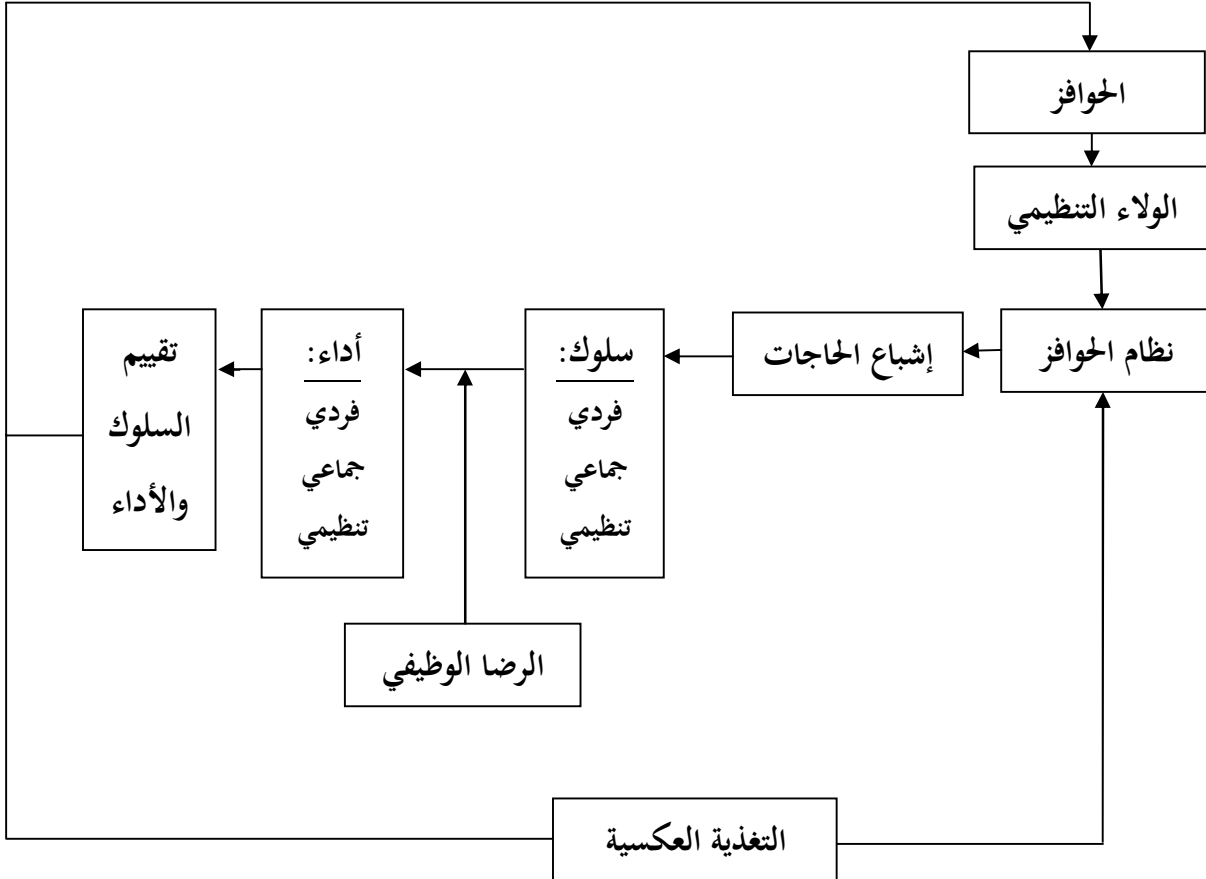 الحوافز
الولاء التنظيمي
نظام الحوافز
إشباع الحاجات
سلوك:
فردي
جماعي
تنظيمي
أداء:
فردي
جماعي
تنظيمي
تقييم
السلوك
والأداء
الرضا الوظيفي
التغذية العكسية